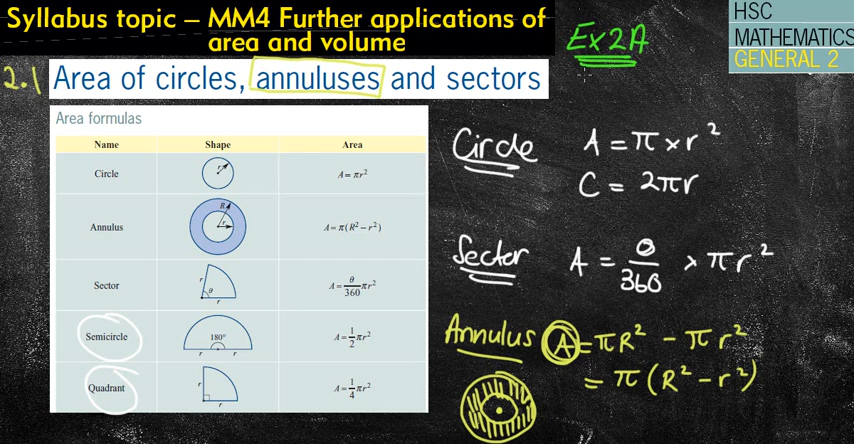 Syllabus topic – MM4 Further applications of
area and volume
HSC
MATHEMATICS
GENERAL 2
Ex2A
2.1 Area of circles, annuluses and sectors
Area formulas
Name Shape Area
Circle r A = πr²
Annulus R r A = π(R² – r²)
Sector r θ r A = θ/360 πr²
Semicircle 180° r r A = 1/2 πr²
Quadrant r r A = 1/4 πr²
Circle A = π × r²
C = 2πr
Sector A = θ/360 × πr²
Annulus A = πR² – πr²
= π(R² – r²)